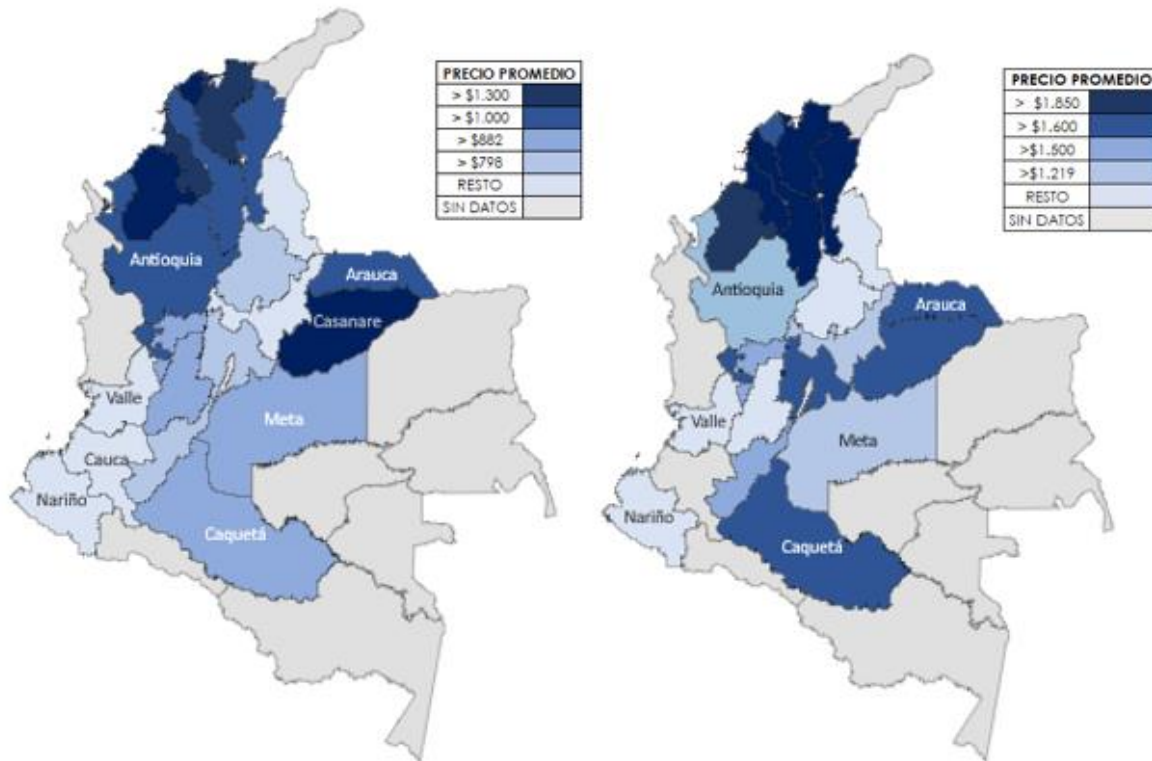 PRECIO PROMEDIO
> $1.300
> $1.000
> $882
> $798
RESTO
SIN DATOS
Antioquia
Arauca
Casanare
Valle
Meta
Cauca
Nariño
Caquetá
PRECIO PROMEDIO
> $1.850
> $1.600
>$1.500
>$1.219
RESTO
SIN DATOS
Antioquia
Arauca
Valle
Meta
Nariño
Caquetá